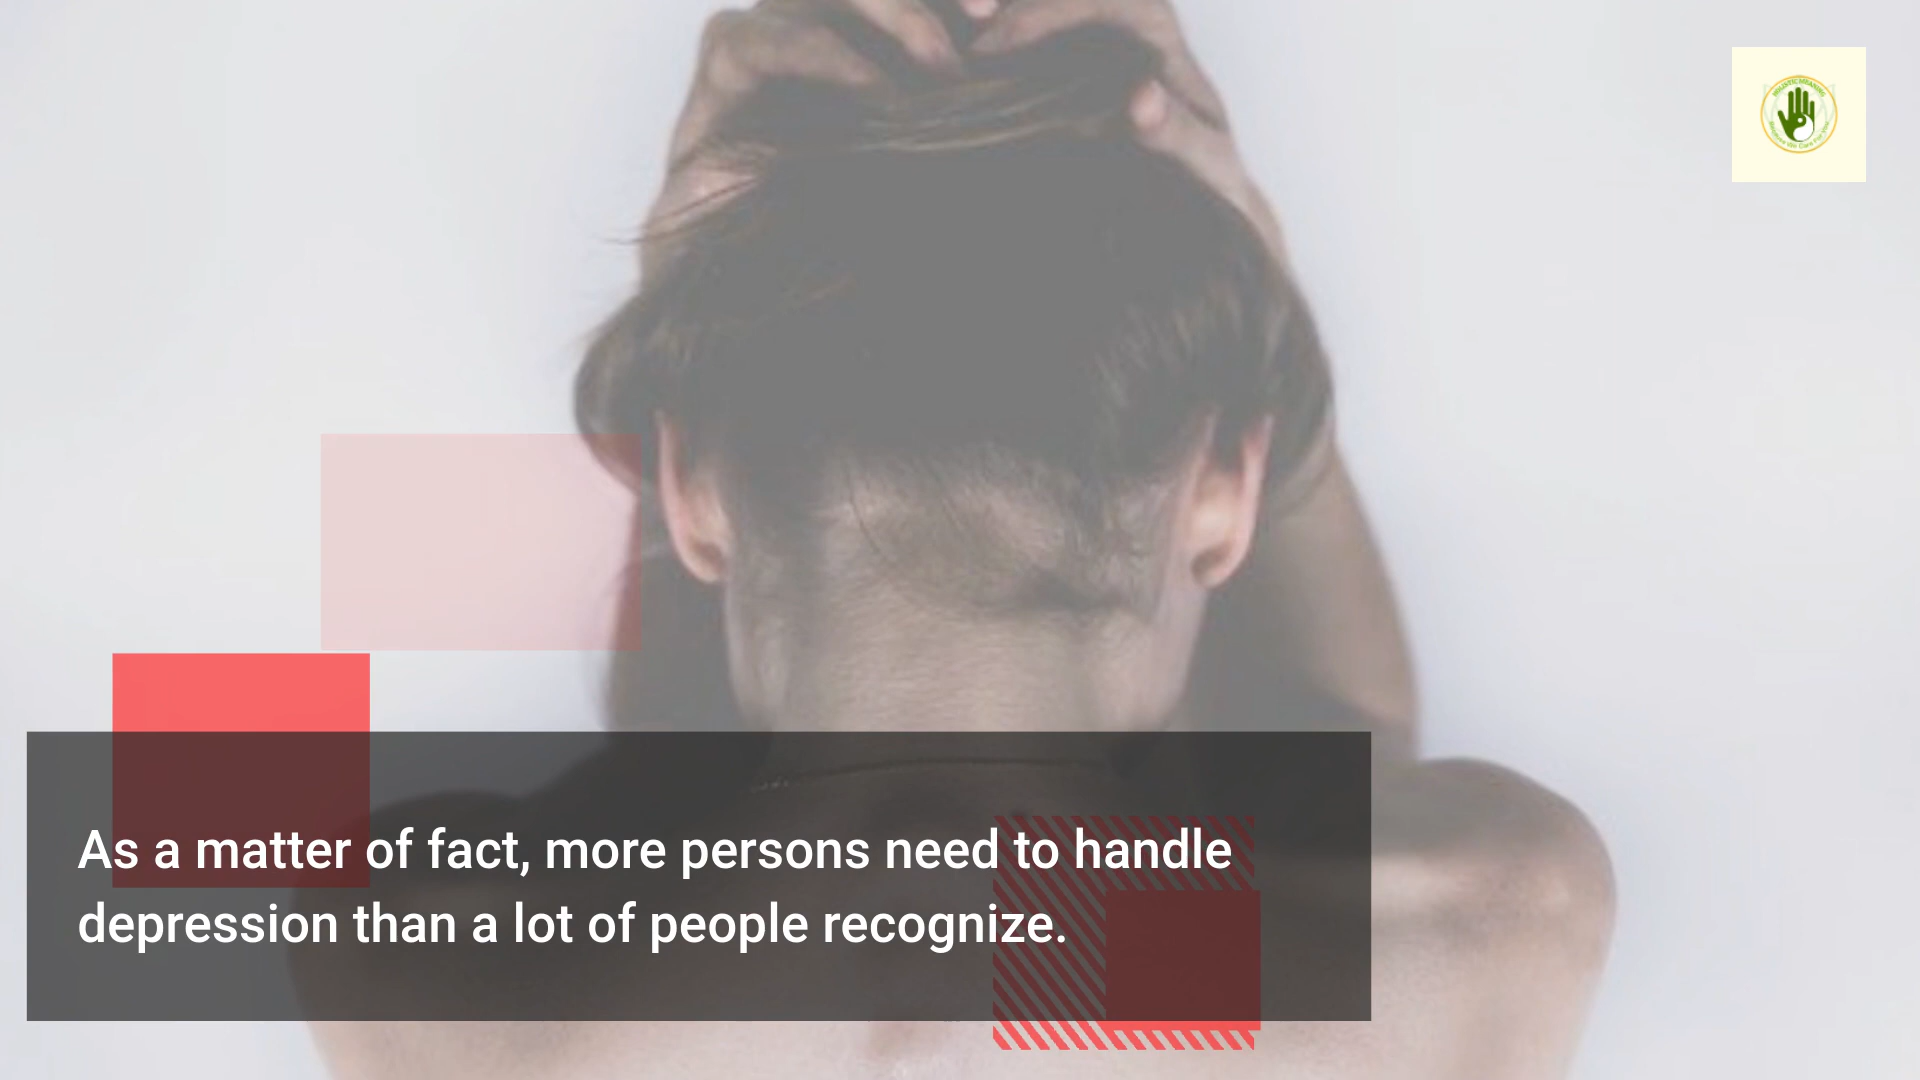 As a matter of fact, more persons need to handle
depression than a lot of people recognize.